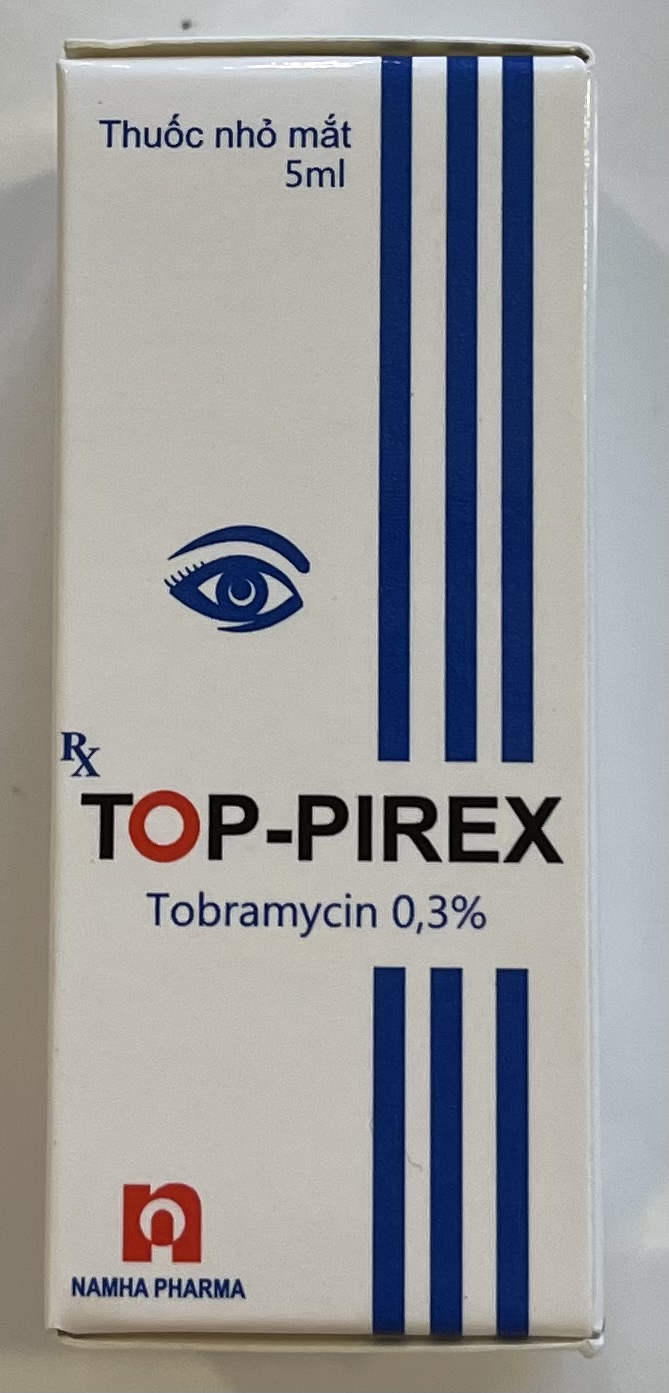 Thuốc nhỏ mắt
5ml
Rx
TOP-PIREX
Tobramycin 0,3%
n
NAMHA PHARMA